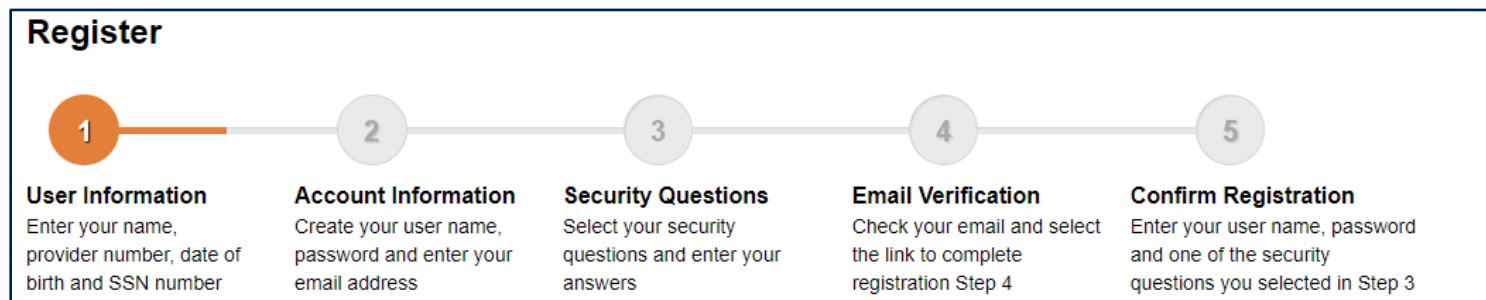 Register
1
2
3
4
5
User Information
Enter your name,
provider number, date of
birth and SSN number
Account Information
Create your user name,
password and enter your
email address
Security Questions
Select your security
questions and enter your
answers
Email Verification
Check your email and select
the link to complete
registration Step 4
Confirm Registration
Enter your user name, password
and one of the security
questions you selected in Step 3